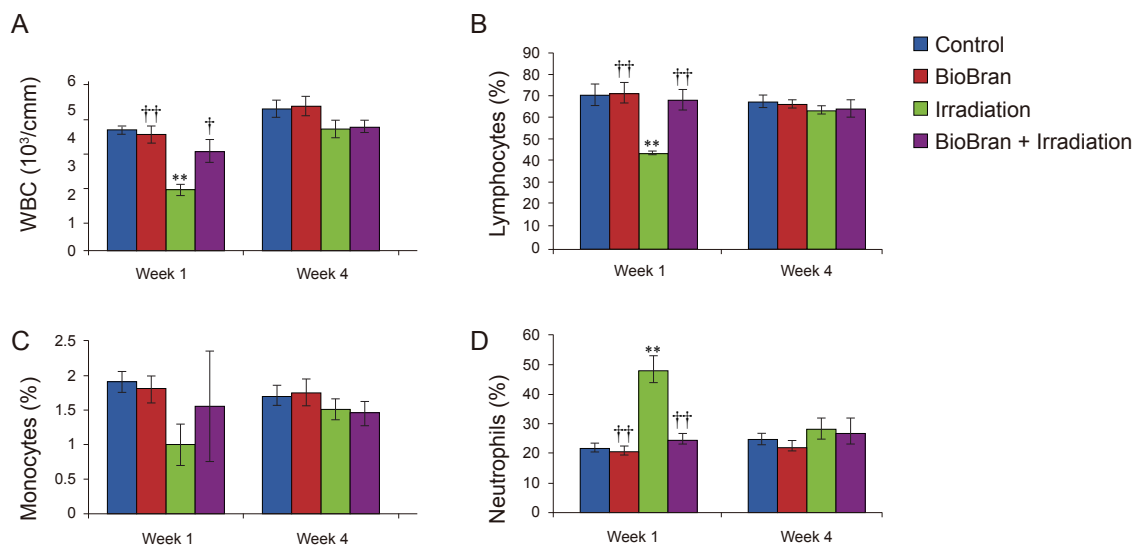 A
WBC (10³/cmm)
6
5
4
3
2
1
0
††
**
†
Week 1
Week 4
B
Lymphocytes (%)
90
80
70
60
50
40
30
20
10
0
††
**
††
Week 1
Week 4
Control
BioBran
Irradiation
BioBran + Irradiation
C
Monocytes (%)
2.5
2
1.5
1
0.5
0
Week 1
Week 4
D
Neutrophils (%)
60
50
40
30
20
10
0
††
**
††
Week 1
Week 4